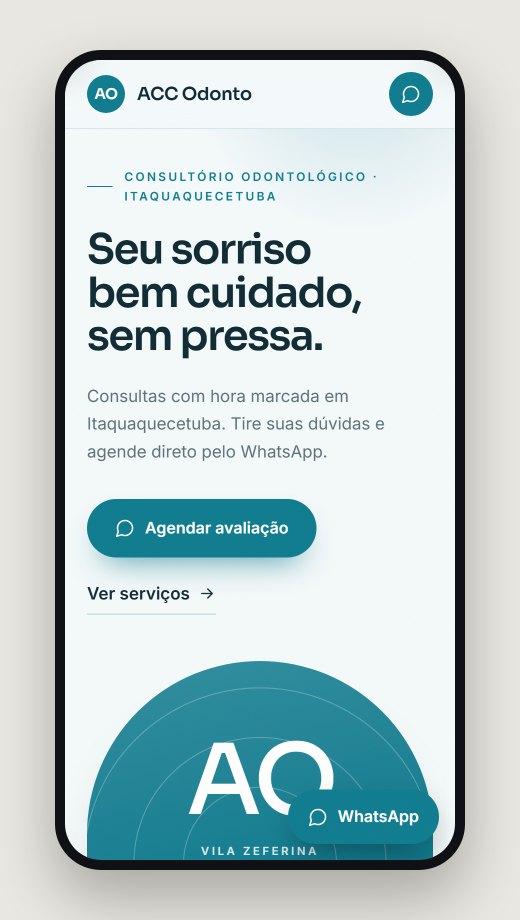 AO ACC Odonto
CONSULTÓRIO ODONTOLÓGICO ·
ITAQUAQUECETUBA
Seu sorriso
bem cuidado,
sem pressa.
Consultas com hora marcada em
Itaquaquecetuba. Tire suas dúvidas e
agende direto pelo WhatsApp.
Agendar avaliação
Ver serviços →
AO
WhatsApp
VILA ZEFERINA